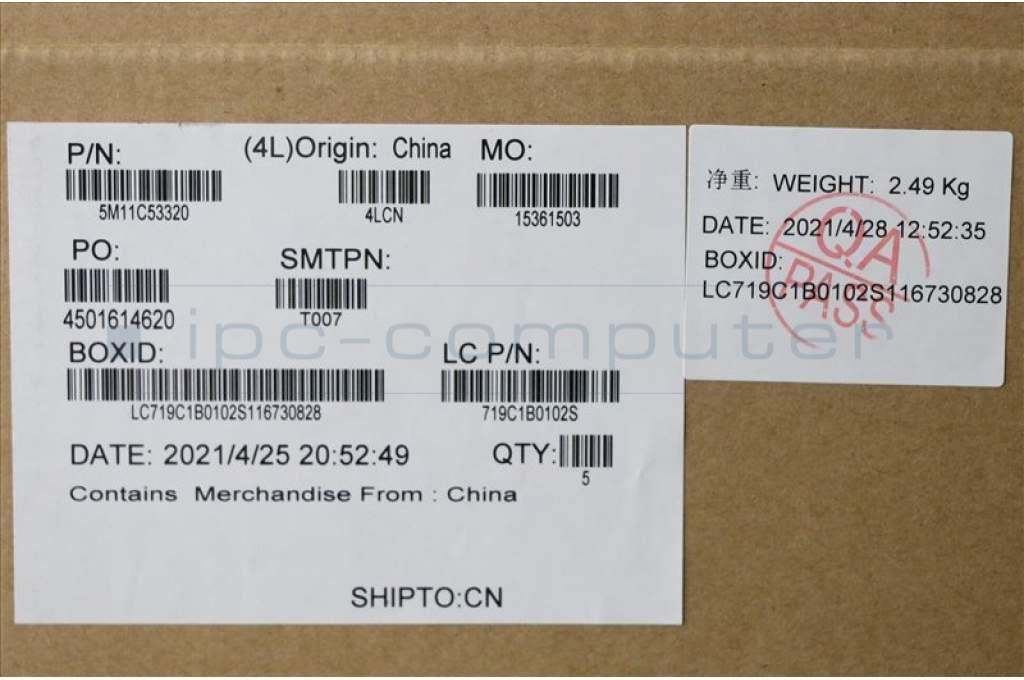 P/N: (4L)Origin: China MO:
5M11C53320 4LCN 15361503
PO: SMTPN:
4501614620 T007
BOXID: LC P/N:
LC719C1B0102S116730828 719C1B0102S
DATE: 2021/4/25 20:52:49 QTY:
5
Contains Merchandise From : China
SHIPTO:CN
净重: WEIGHT: 2.49 Kg
DATE: 2021/4/28 12:52:35
BOXID:
LC719C1B0102S116730828
Q.A
PASS
ipc-computer